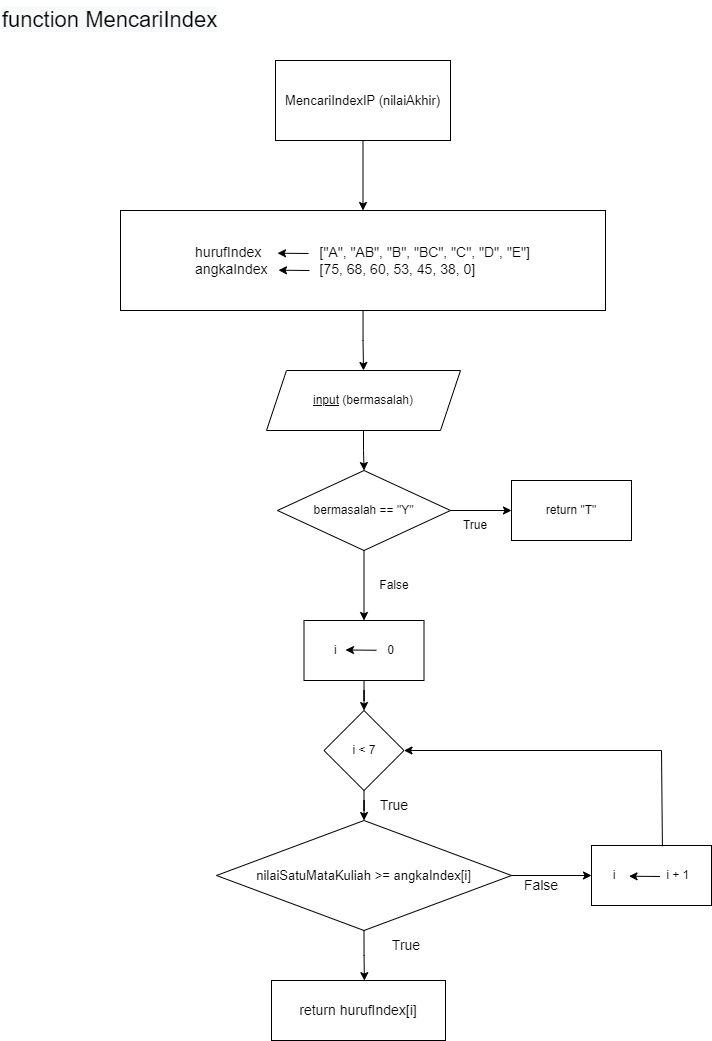 function MencariIndex
MencariIndexIP (nilaiAkhir)
hurufIndex ["A", "AB", "B", "BC", "C", "D", "E"]
angkaIndex [75, 68, 60, 53, 45, 38, 0]
input (bermasalah)
bermasalah == "Y"
True
return "T"
False
i 0
i < 7
True
nilaiSatuMataKuliah >= angkaIndex[i]
False
i i + 1
True
return hurufIndex[i]